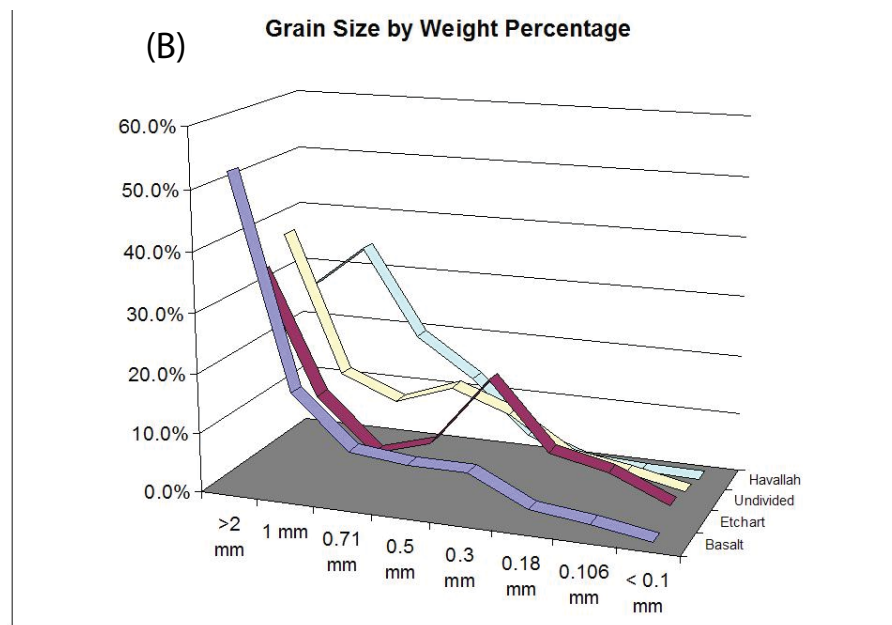 Grain Size by Weight Percentage
(B)
60.0%
50.0%
40.0%
30.0%
20.0%
10.0%
0.0%
>2
mm
1 mm
0.71
mm
0.5
mm
0.3
mm
0.18
mm
0.106
mm
< 0.1
mm
Havallah
Undivided
Etchart
Basalt